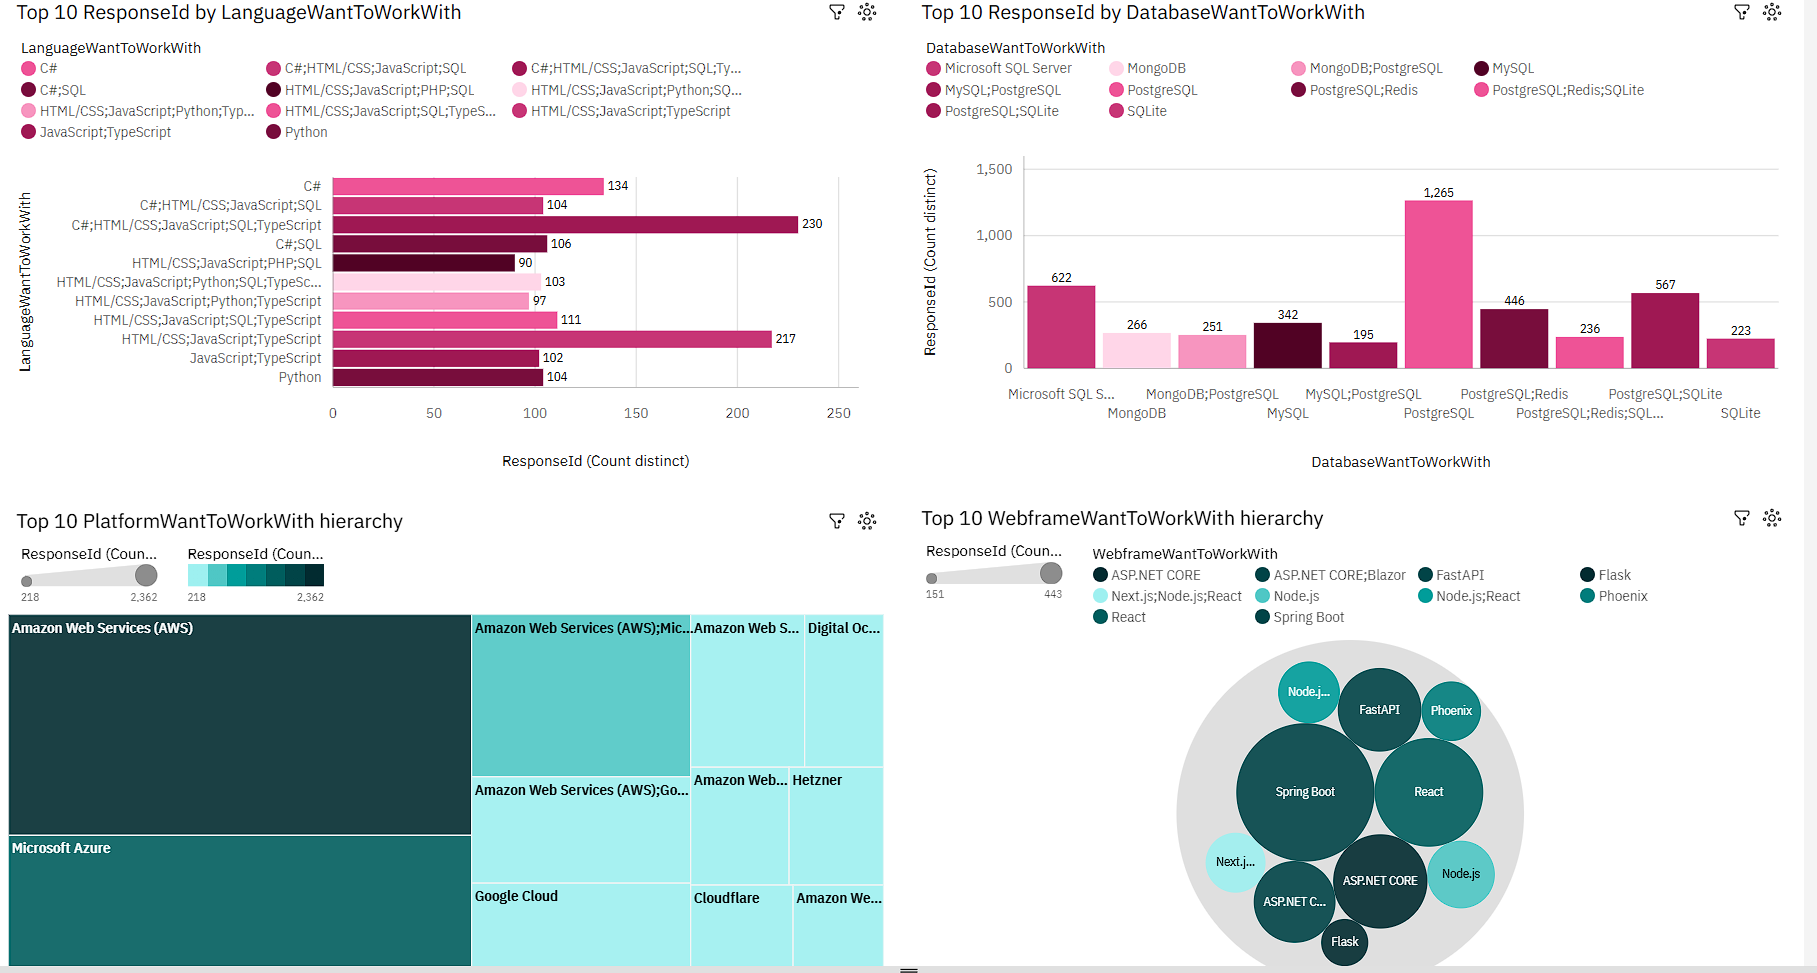 Top 10 ResponseId by LanguageWantToWorkWith
LanguageWantToWorkWith
C# C#;HTML/CSS;JavaScript;SQL C#;HTML/CSS;JavaScript;SQL;Ty...
C#;SQL HTML/CSS;JavaScript;PHP;SQL HTML/CSS;JavaScript;Python;SQ...
HTML/CSS;JavaScript;Python;Typ... HTML/CSS;JavaScript;SQL;TypeS... HTML/CSS;JavaScript;TypeScript
JavaScript;TypeScript Python
LanguageWantToWorkWith
C# 134
C#;HTML/CSS;JavaScript;SQL 104
C#;HTML/CSS;JavaScript;SQL;TypeScript 230
C#;SQL 106
HTML/CSS;JavaScript;PHP;SQL 90
HTML/CSS;JavaScript;Python;SQL;TypeSc... 103
HTML/CSS;JavaScript;Python;TypeScript 97
HTML/CSS;JavaScript;SQL;TypeScript 111
HTML/CSS;JavaScript;TypeScript 217
JavaScript;TypeScript 102
Python 104
0 50 100 150 200 250
ResponseId (Count distinct)
Top 10 ResponseId by DatabaseWantToWorkWith
DatabaseWantToWorkWith
Microsoft SQL Server MongoDB MongoDB;PostgreSQL MySQL
MySQL;PostgreSQL PostgreSQL PostgreSQL;Redis PostgreSQL;Redis;SQLite
PostgreSQL;SQLite SQLite
ResponseId (Count distinct)
1,500
1,000
500
0
622 266 251 342 195 1,265 446 236 567 223
Microsoft SQL S... MongoDB;PostgreSQL MySQL;PostgreSQL PostgreSQL;Redis PostgreSQL;SQLite
MongoDB MySQL PostgreSQL PostgreSQL;Redis;SQL... SQLite
DatabaseWantToWorkWith
Top 10 PlatformWantToWorkWith hierarchy
ResponseId (Coun... ResponseId (Coun...
218 2,362 218 2,362
Amazon Web Services (AWS)
Microsoft Azure
Amazon Web Services (AWS);Mic...
Amazon Web Services (AWS);Go...
Google Cloud
Amazon Web S... Digital Oc...
Amazon Web... Hetzner
Cloudflare Amazon We...
Top 10 WebframeWantToWorkWith hierarchy
ResponseId (Coun...
151 443
WebframeWantToWorkWith
ASP.NET CORE ASP.NET CORE;Blazor FastAPI Flask
Next.js;Node.js;React Node.js Node.js;React Phoenix
React Spring Boot
Node.j...
FastAPI
Phoenix
Spring Boot
React
Next.j...
ASP.NET CORE
Node.js
ASP.NET C...
Flask